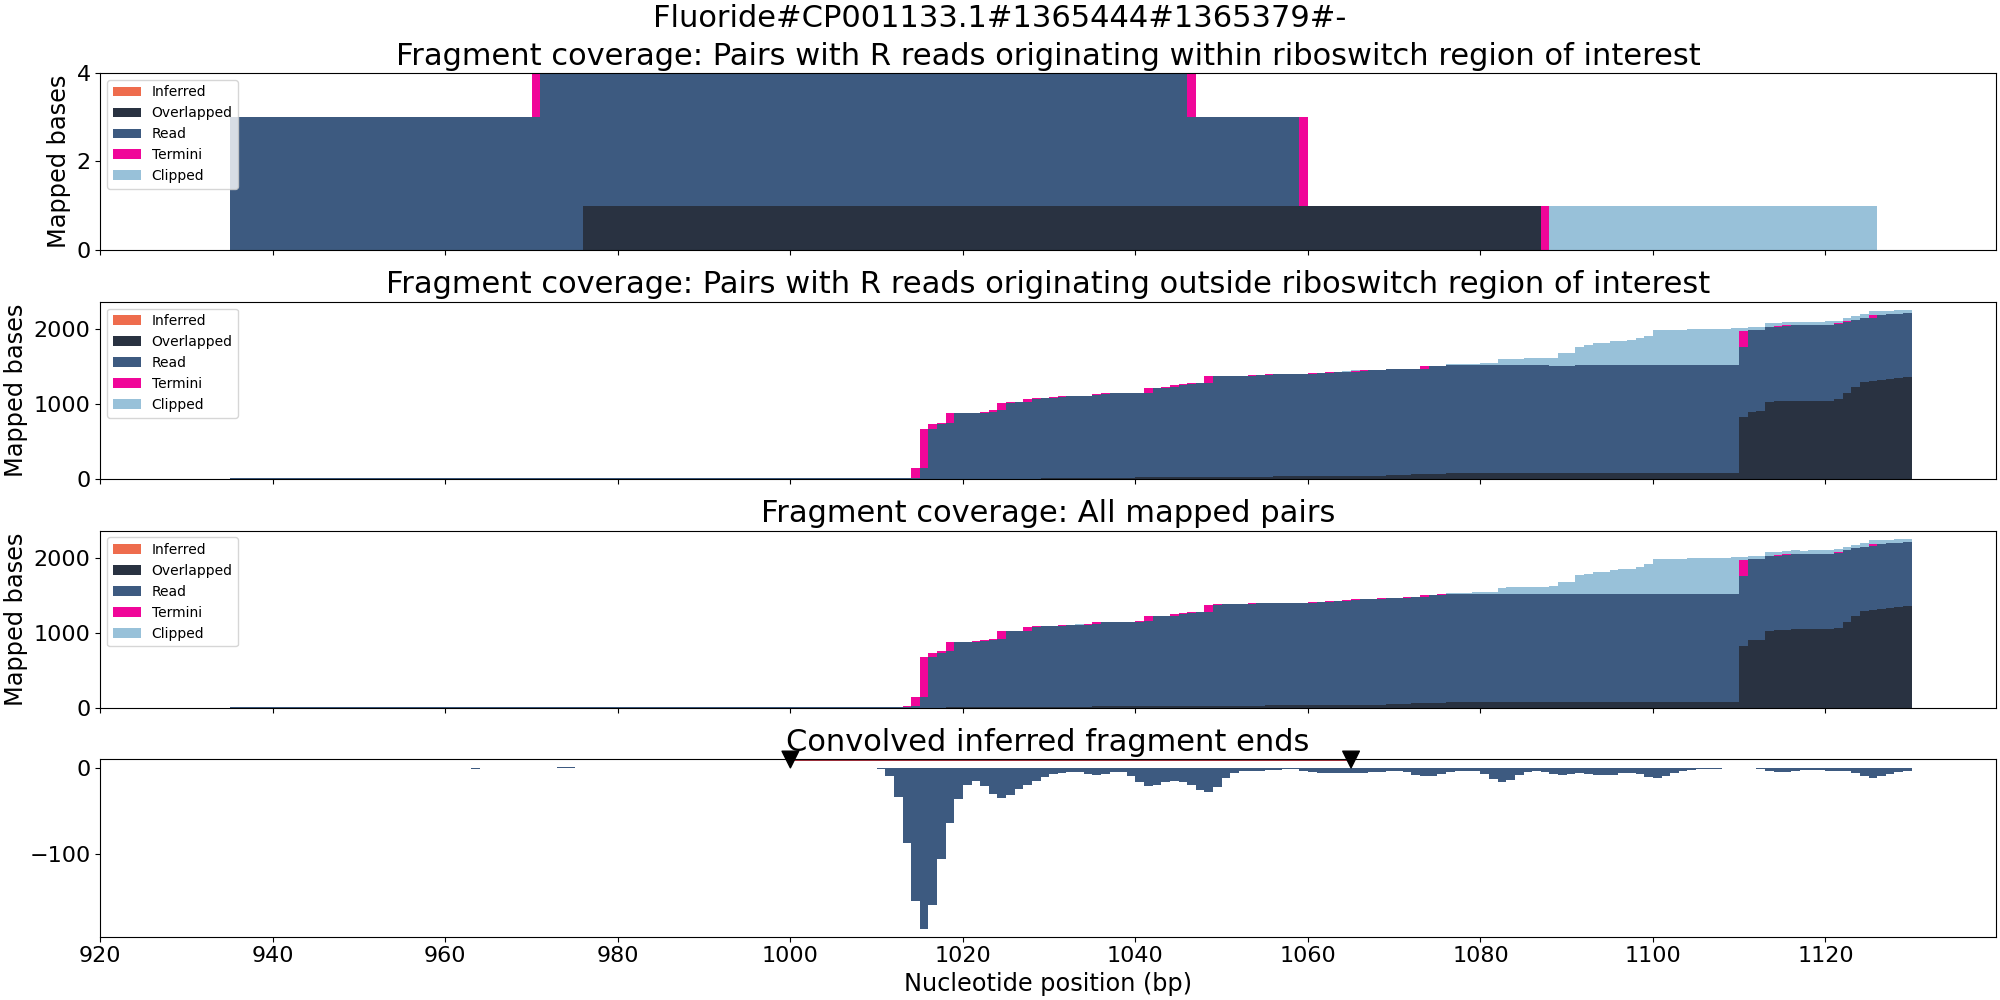 Fluoride#CP001133.1#1365444#1365379#-
Fragment coverage: Pairs with R reads originating within riboswitch region of interest
Mapped bases
4
2
0
Inferred
Overlapped
Read
Termini
Clipped
Fragment coverage: Pairs with R reads originating outside riboswitch region of interest
Mapped bases
2000
1000
0
Inferred
Overlapped
Read
Termini
Clipped
Fragment coverage: All mapped pairs
Mapped bases
2000
1000
0
Inferred
Overlapped
Read
Termini
Clipped
Convolved inferred fragment ends
0
−100
920 940 960 980 1000 1020 1040 1060 1080 1100 1120
Nucleotide position (bp)